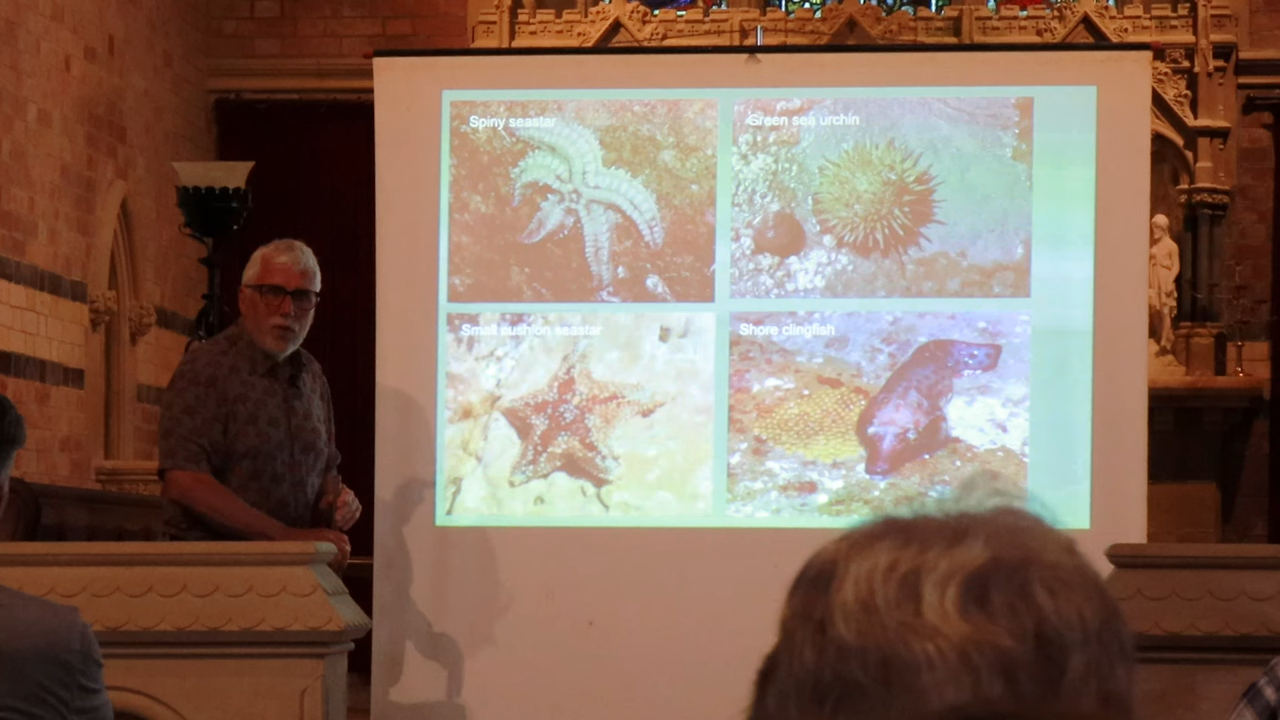 Spiny seastar
Green sea urchin
Small cushion seastar
Shore clingfish